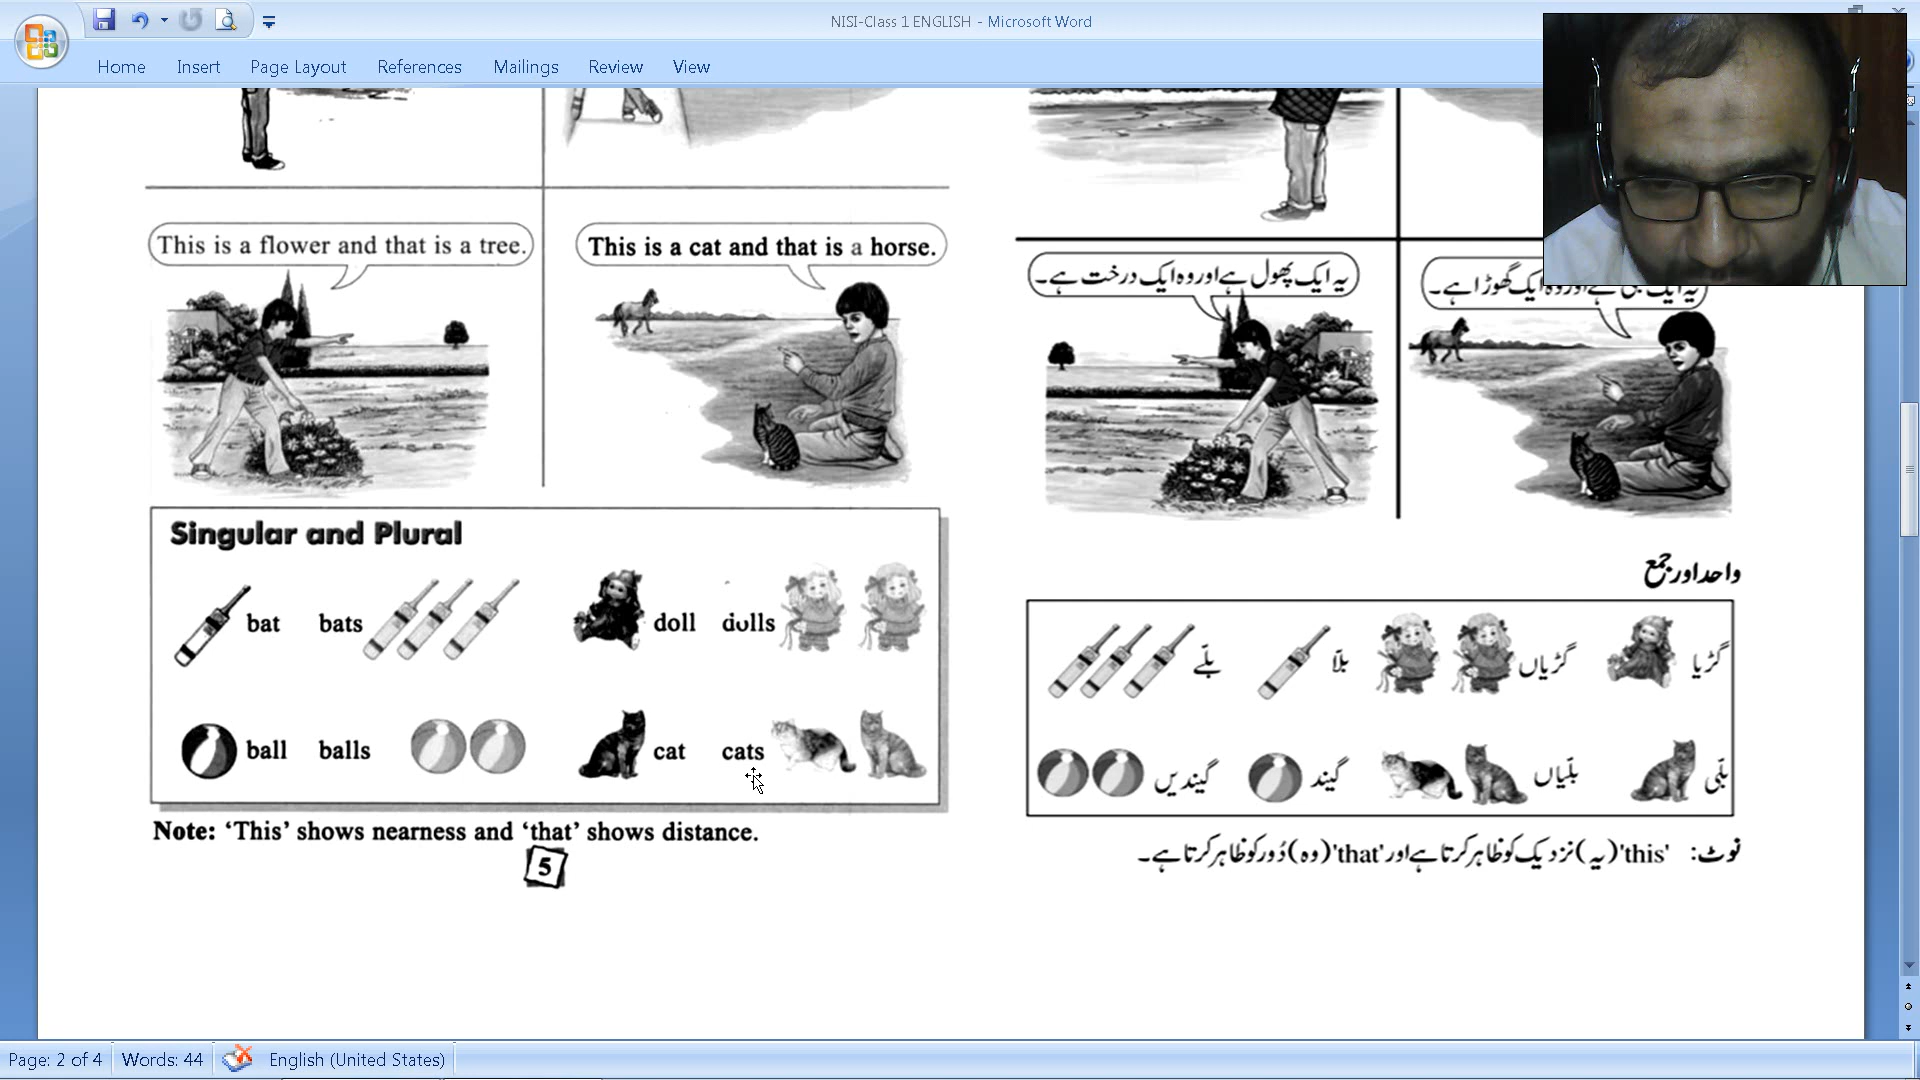 NISI-Class 1 ENGLISH - Microsoft Word
Home Insert Page Layout References Mailings Review View
This is a flower and that is a tree.
This is a cat and that is a horse.
یہ ایک پھول ہے اور وہ ایک درخت ہے۔
ایک گھوڑا ہے۔
Singular and Plural
bat bats doll dolls
ball balls cat cats
Note: ‘This’ shows nearness and ‘that’ shows distance.
5
واحد اور جمع
گڑیا گڑیاں بلّا بلّے
بلّی بلّیاں گیند گیندیں
نوٹ: 'this' (یہ) نزدیک کو ظاہر کرتا ہے اور 'that' (وہ) دُور کو ظاہر کرتا ہے۔
Page: 2 of 4 Words: 44 English (United States)